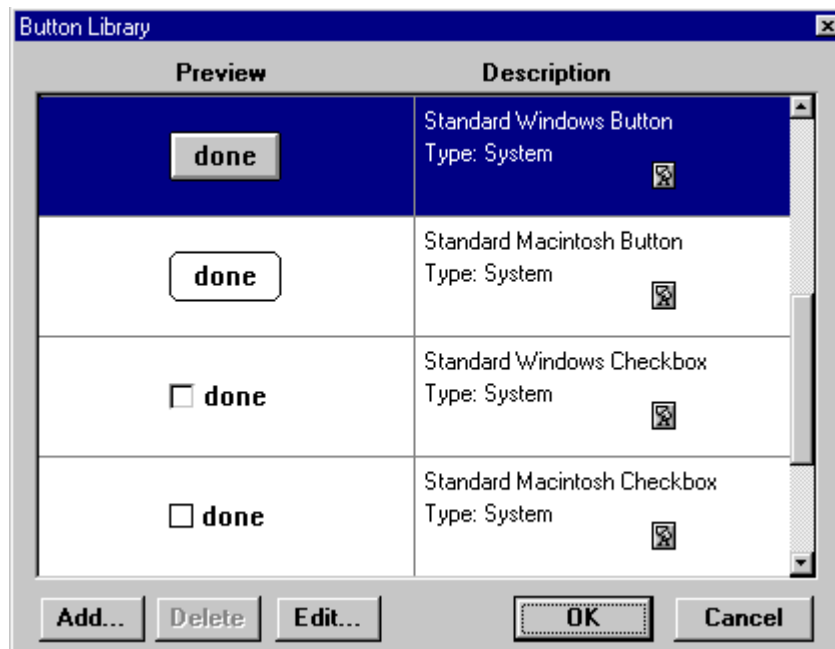 Button Library
Preview Description
done
Standard Windows Button
Type: System
done
Standard Macintosh Button
Type: System
done
Standard Windows Checkbox
Type: System
done
Standard Macintosh Checkbox
Type: System
Add... Delete Edit... OK Cancel